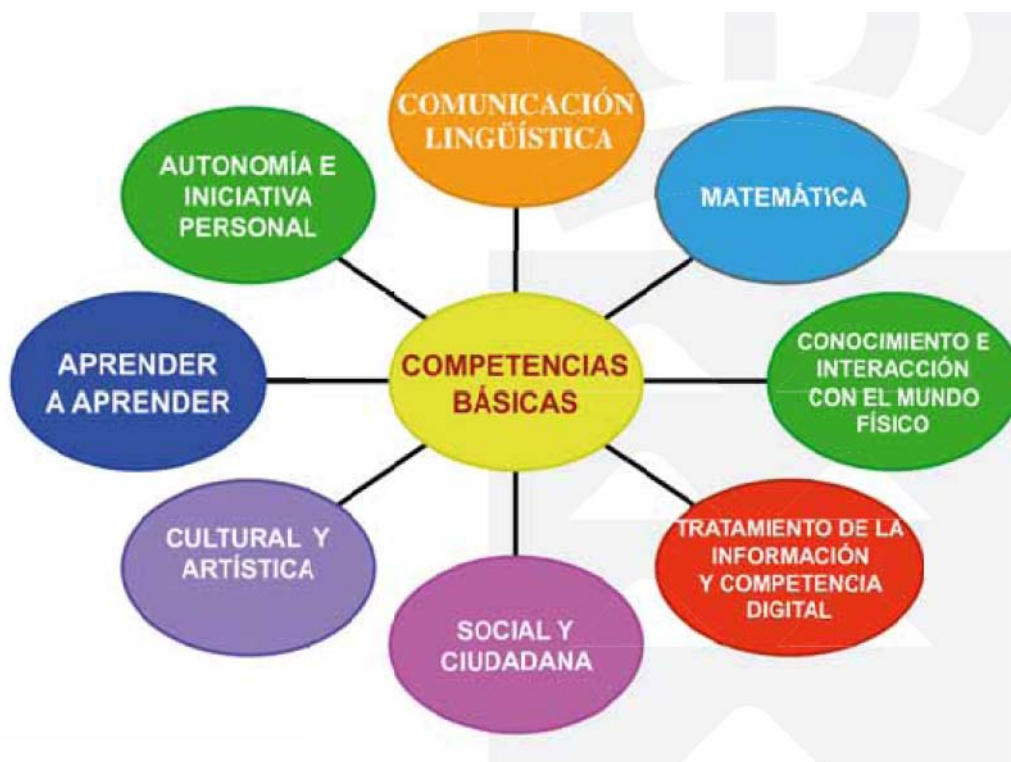 COMUNICACIÓN
LINGÜÍSTICA
MATEMÁTICA
CONOCIMIENTO E
INTERACCIÓN
CON EL MUNDO
FÍSICO
TRATAMIENTO DE LA
INFORMACIÓN
Y COMPETENCIA
DIGITAL
SOCIAL Y
CIUDADANA
CULTURAL Y
ARTÍSTICA
APRENDER
A APRENDER
AUTONOMÍA E
INICIATIVA
PERSONAL
COMPETENCIAS
BÁSICAS